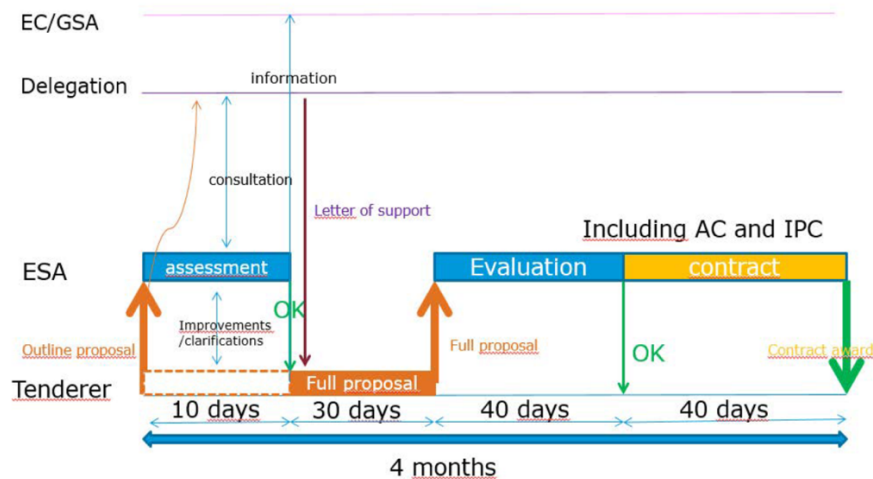 EC/GSA
information
Delegation
consultation
Letter of support
Including AC and IPC
ESA
assessment
Evaluation
contract
OK
Improvements
/clarifications
Outline proposal
Full proposal
OK
Contract award
Tenderer
Full proposal
10 days
30 days
40 days
40 days
4 months